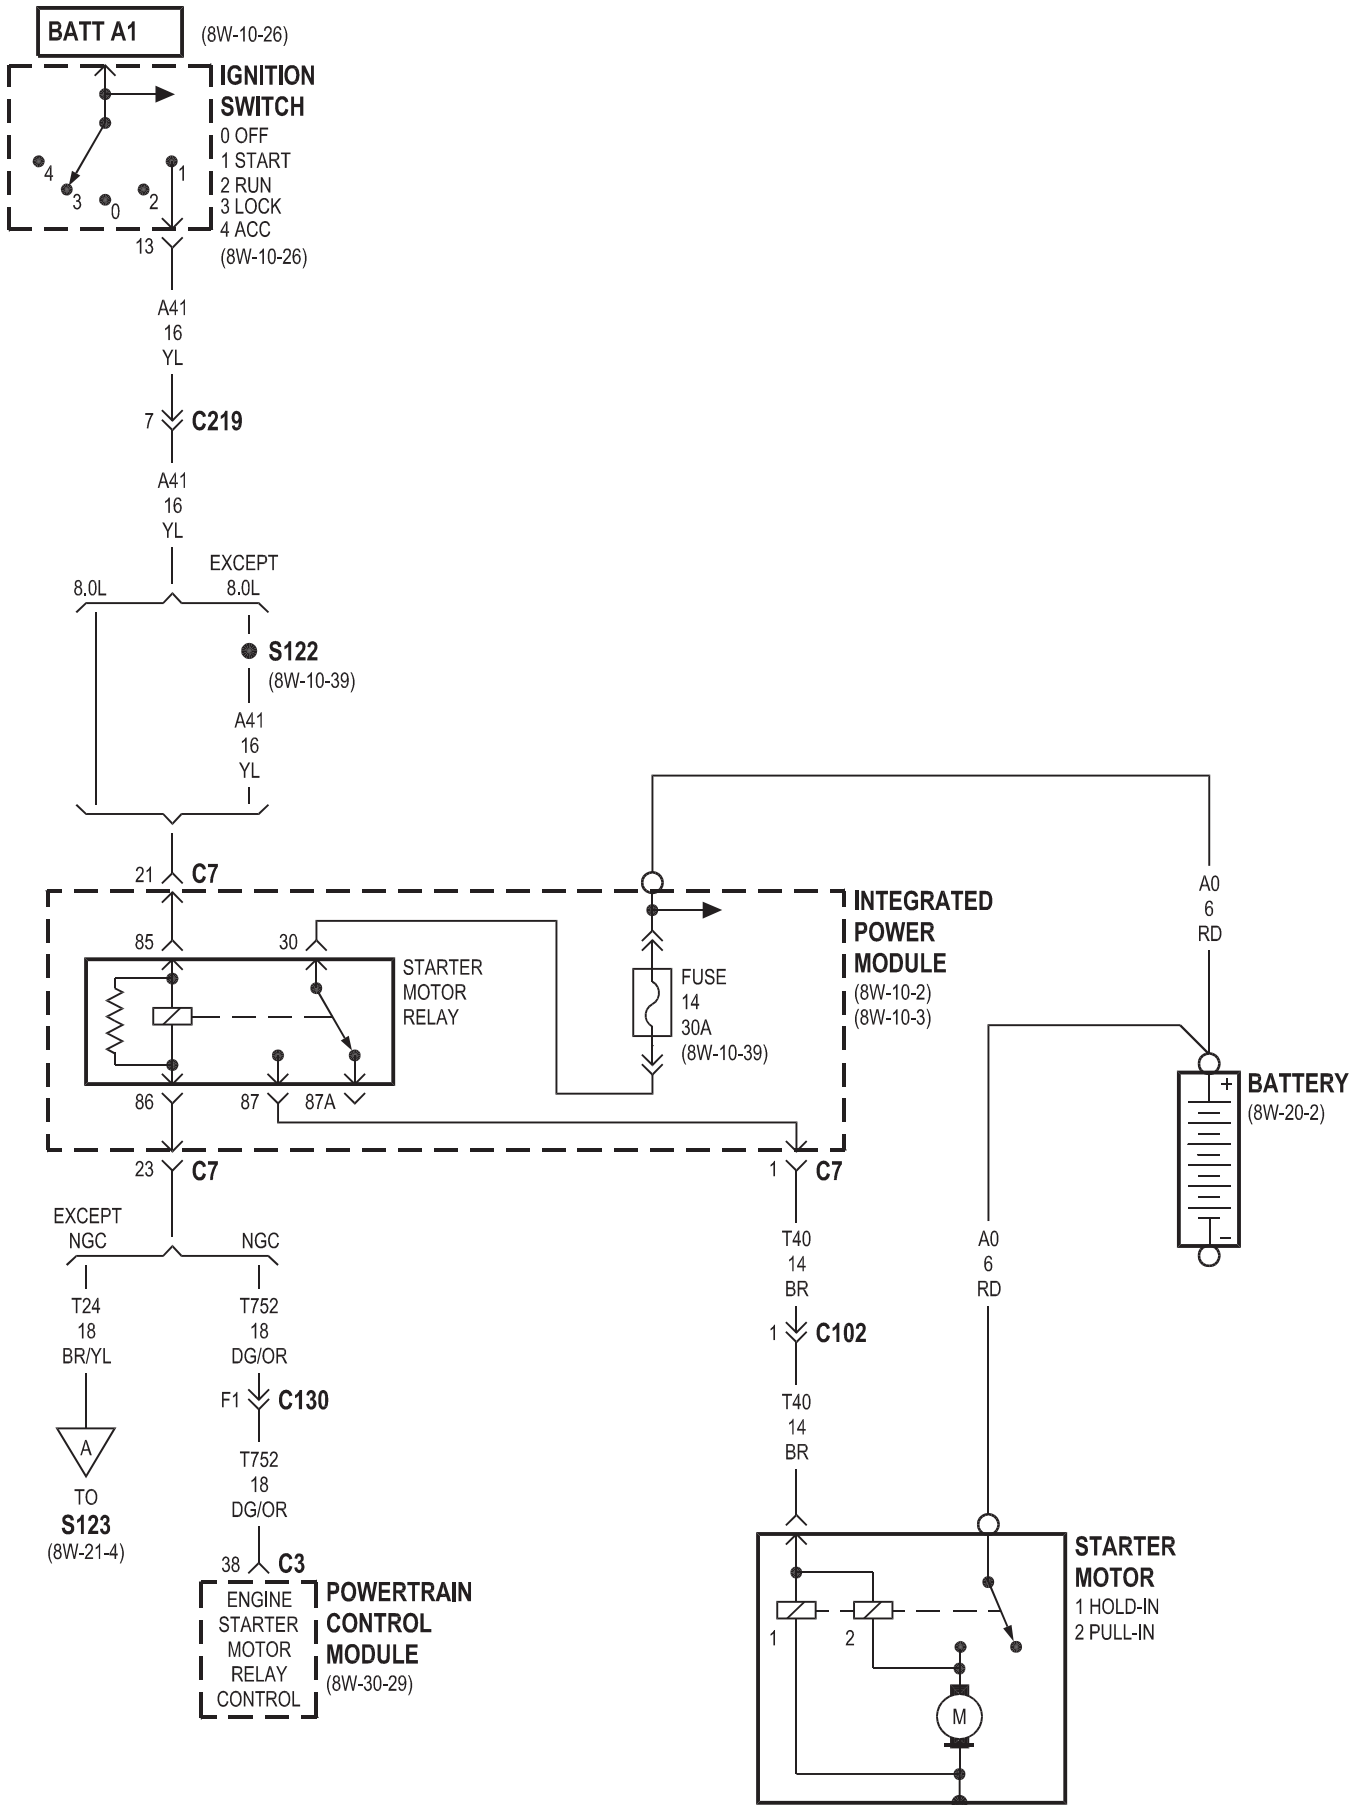 BATT A1
(8W-10-26)
IGNITION
SWITCH
0 OFF
1 START
2 RUN
3 LOCK
4 ACC
(8W-10-26)
4
3
0
2
1
13
A41
16
YL
7
C219
A41
16
YL
8.0L
EXCEPT
8.0L
S122
(8W-10-39)
A41
16
YL
21
C7
INTEGRATED
POWER
MODULE
(8W-10-2)
(8W-10-3)
85
30
STARTER
MOTOR
RELAY
FUSE
14
30A
(8W-10-39)
86
87
87A
23
C7
1
C7
A0
6
RD
+
-
BATTERY
(8W-20-2)
EXCEPT
NGC
NGC
T24
18
BR/YL
A
TO
S123
(8W-21-4)
T752
18
DG/OR
F1
C130
T752
18
DG/OR
38
C3
ENGINE
STARTER
MOTOR
RELAY
CONTROL
POWERTRAIN
CONTROL
MODULE
(8W-30-29)
T40
14
BR
1
C102
T40
14
BR
A0
6
RD
STARTER
MOTOR
1 HOLD-IN
2 PULL-IN
1
2
M